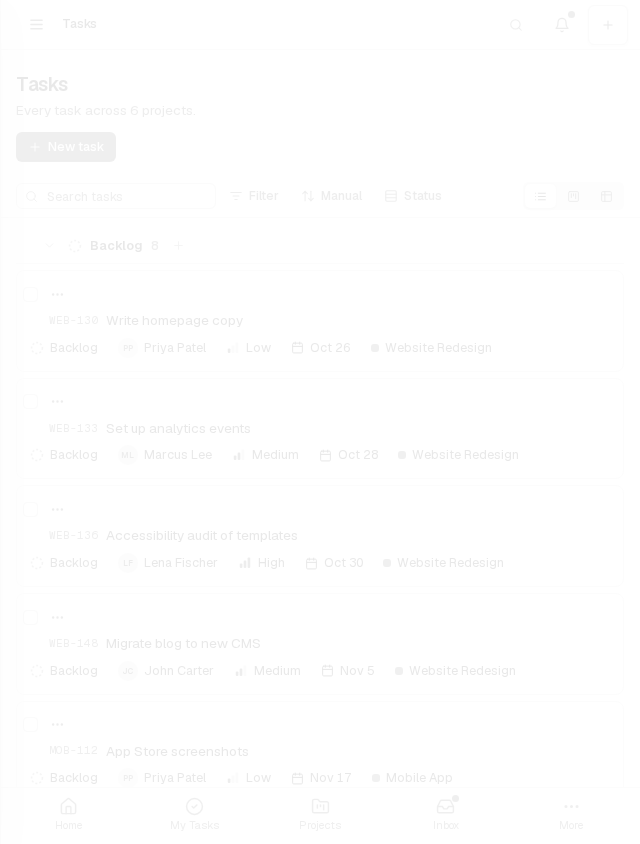 Tasks
Tasks
Every task across 6 projects.
New task
Search tasks
Filter
Manual
Status
Backlog 8
WEB-130 Write homepage copy
Backlog PP Priya Patel Low Oct 26 Website Redesign
WEB-133 Set up analytics events
Backlog ML Marcus Lee Medium Oct 28 Website Redesign
WEB-136 Accessibility audit of templates
Backlog LF Lena Fischer High Oct 30 Website Redesign
WEB-146 Migrate blog to new CMS
Backlog JC John Carter Medium Nov 5 Website Redesign
MOB-112 App Store screenshots
Backlog PP Priya Patel Low Nov 17 Mobile App
Home My Tasks Projects Inbox More